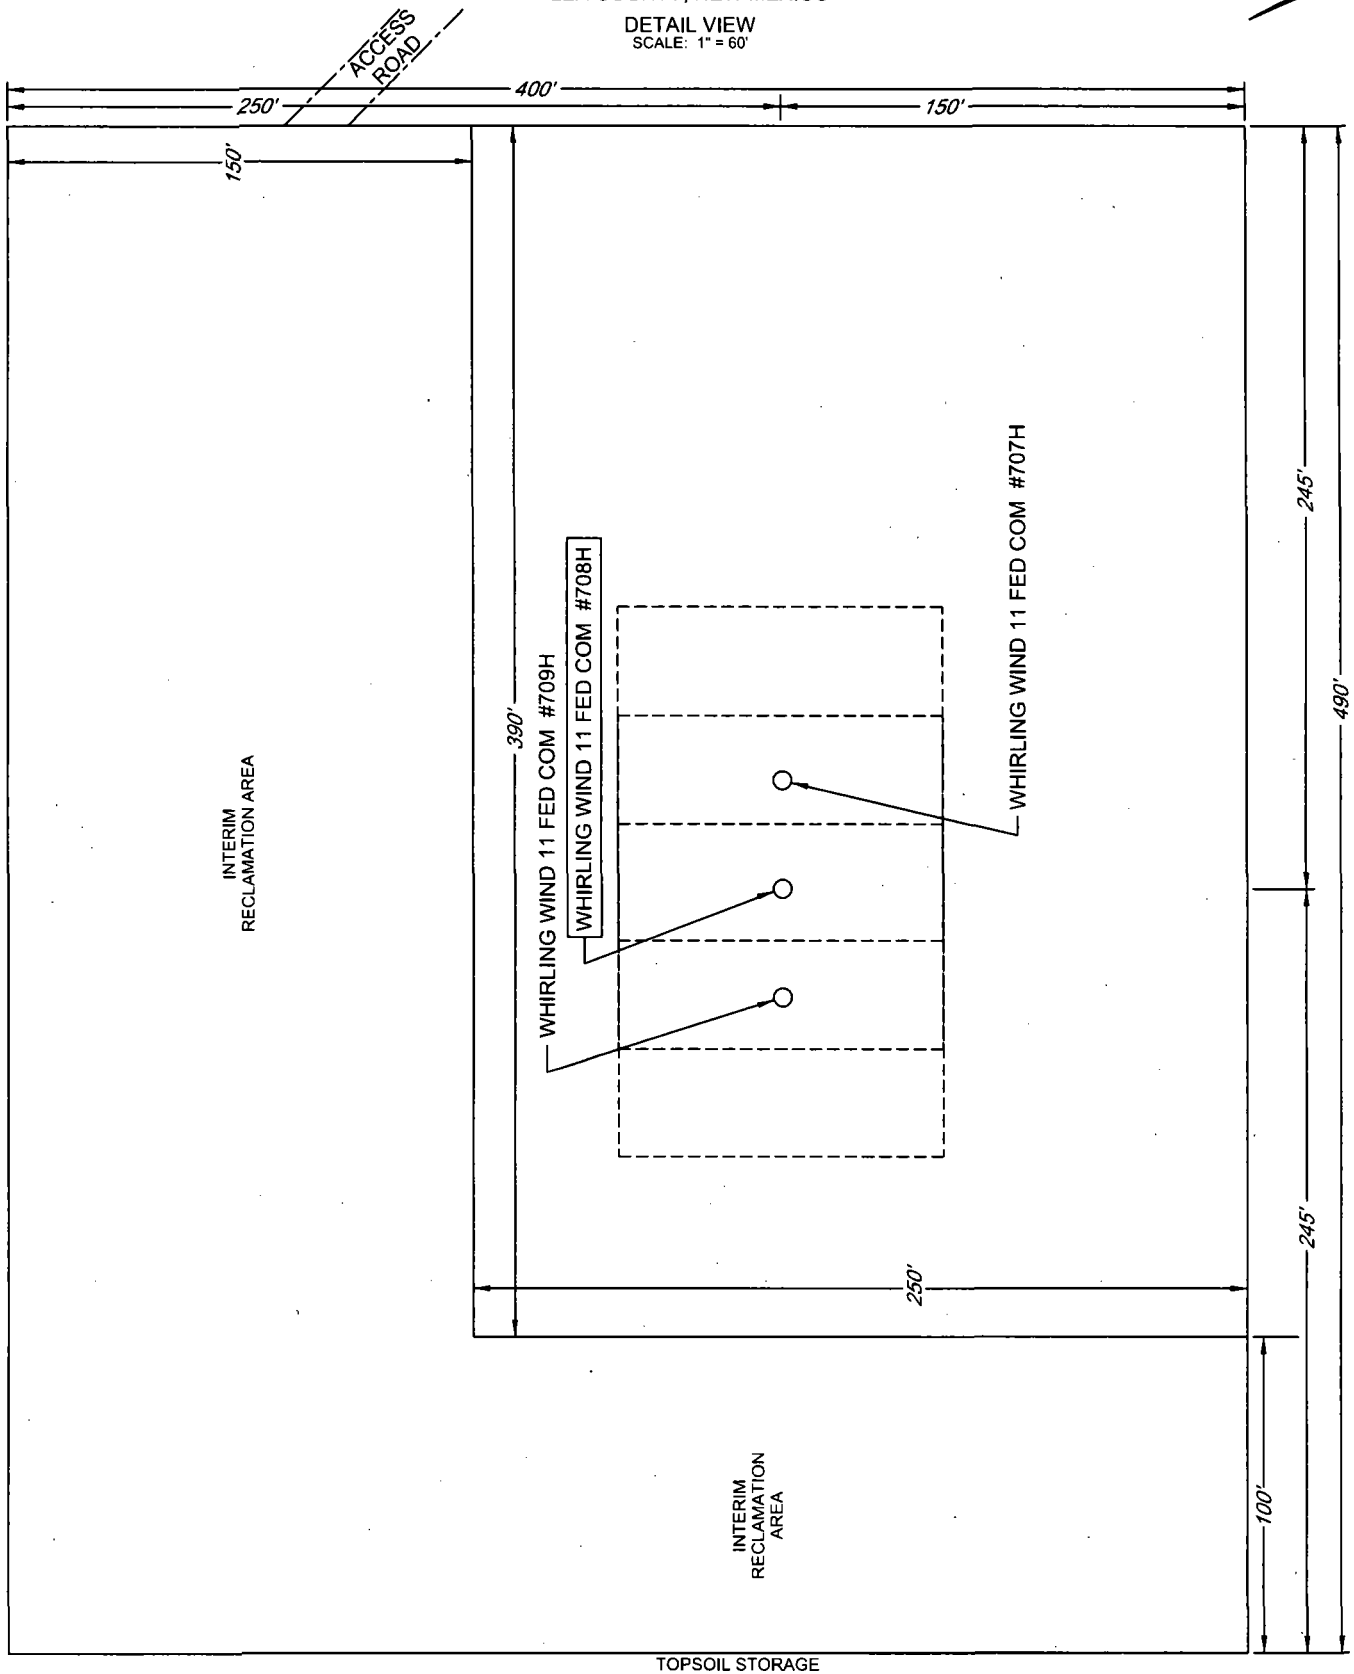 DETAIL VIEW
SCALE: 1" = 60'
ACCESS
ROAD
400'
250'
150'
150'
390'
245'
490'
245'
250'
100'
WHIRLING WIND 11 FED COM #709H
WHIRLING WIND 11 FED COM #708H
WHIRLING WIND 11 FED COM #707H
INTERIM
RECLAMATION AREA
INTERIM
RECLAMATION
AREA
TOPSOIL STORAGE